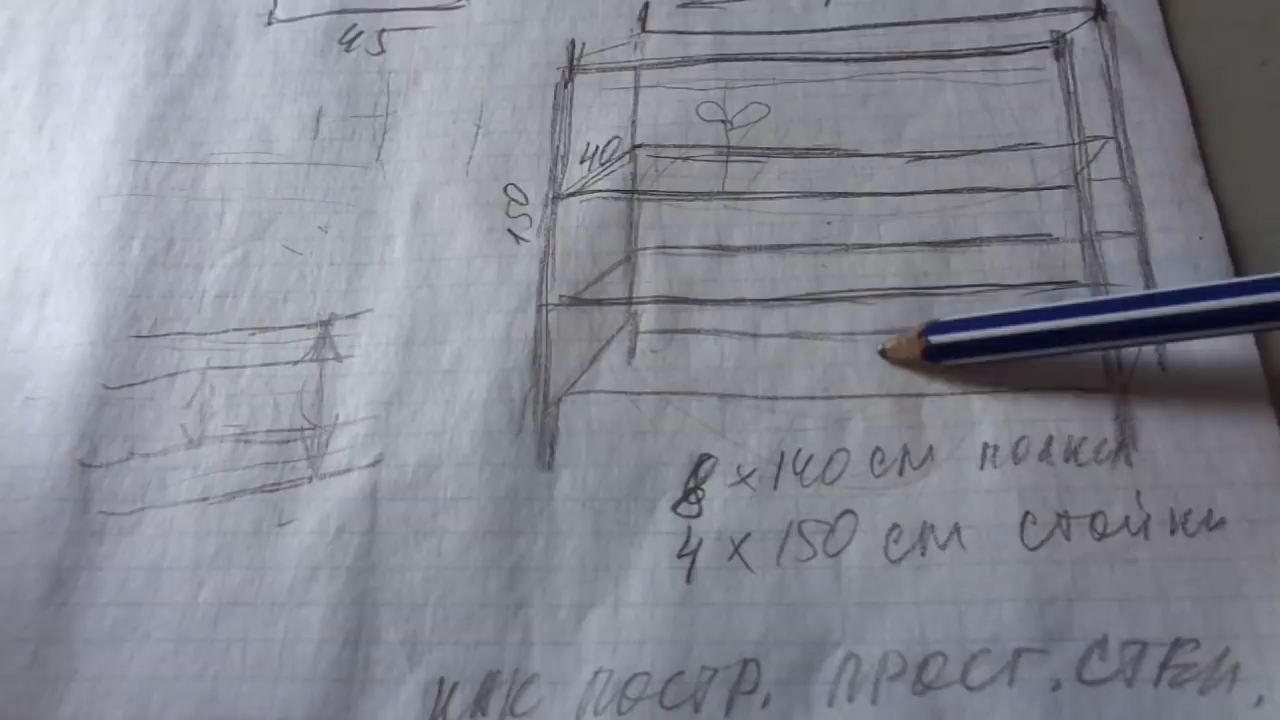 45
40
150
8 x 140 см полки
4 x 150 см стойки
как постр. прост. стел.